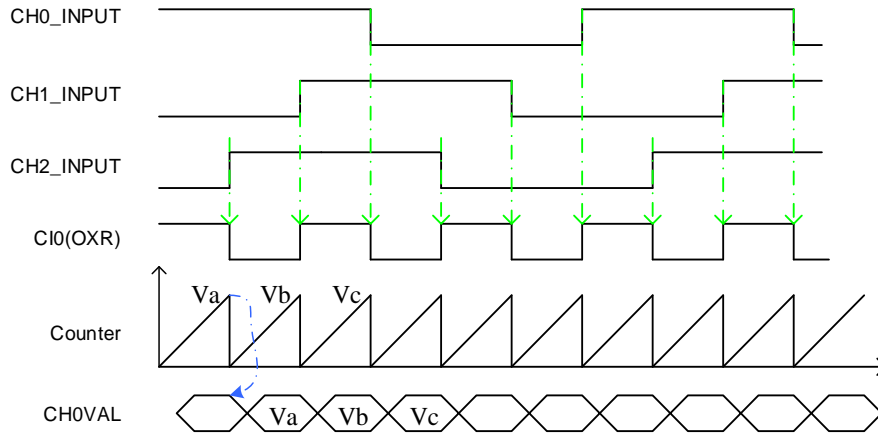 CH0_INPUT
CH1_INPUT
CH2_INPUT
CI0(OXR)
Va Vb Vc
Counter
CH0VAL Va Vb Vc